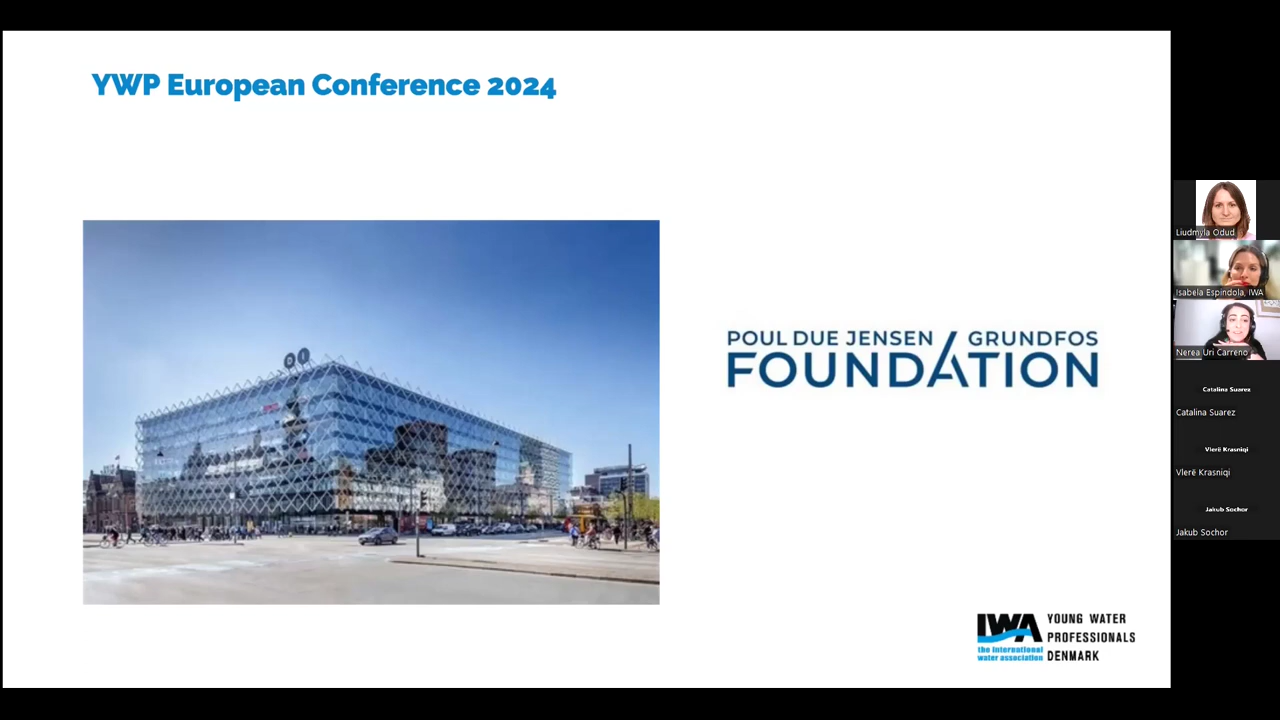 YWP European Conference 2024
DI
POUL DUE JENSEN / GRUNDFOS
FOUNDATION
IWA
the international
water association
YOUNG WATER
PROFESSIONALS
DENMARK
Liudmyla Odud
Isabela Espindola, IWA
Nerea Uri Carreno
Catalina Suarez
Catalina Suarez
Vlerë Krasniqi
Vlerë Krasniqi
Jakub Sochor
Jakub Sochor